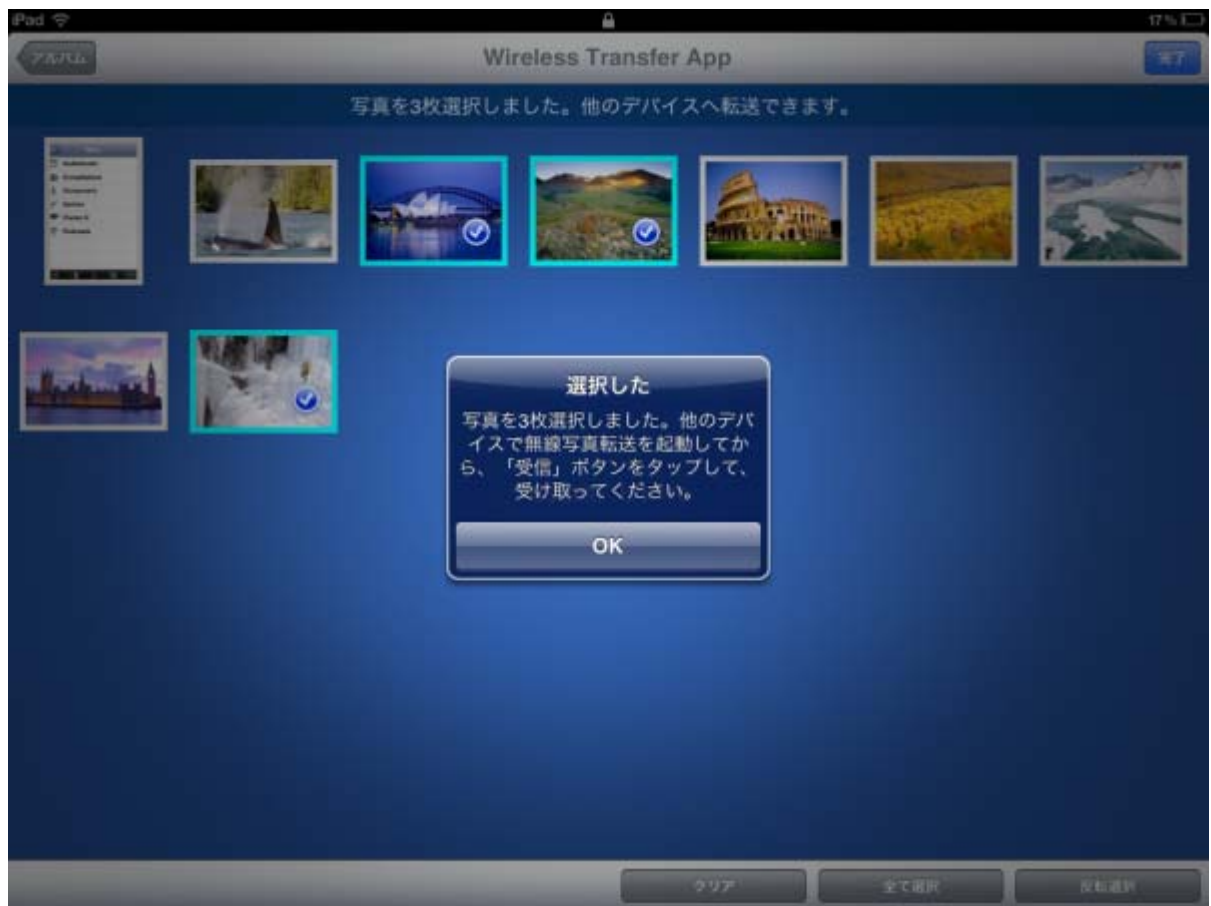 iPad 17%
アルバム Wireless Transfer App 完了
写真を3枚選択しました。他のデバイスへ転送できます。
選択した
写真を3枚選択しました。他のデバ
イスで無線写真転送を起動してか
ら、「受信」ボタンをタップして、
受け取ってください。
OK
クリア 全て選択 反転選択